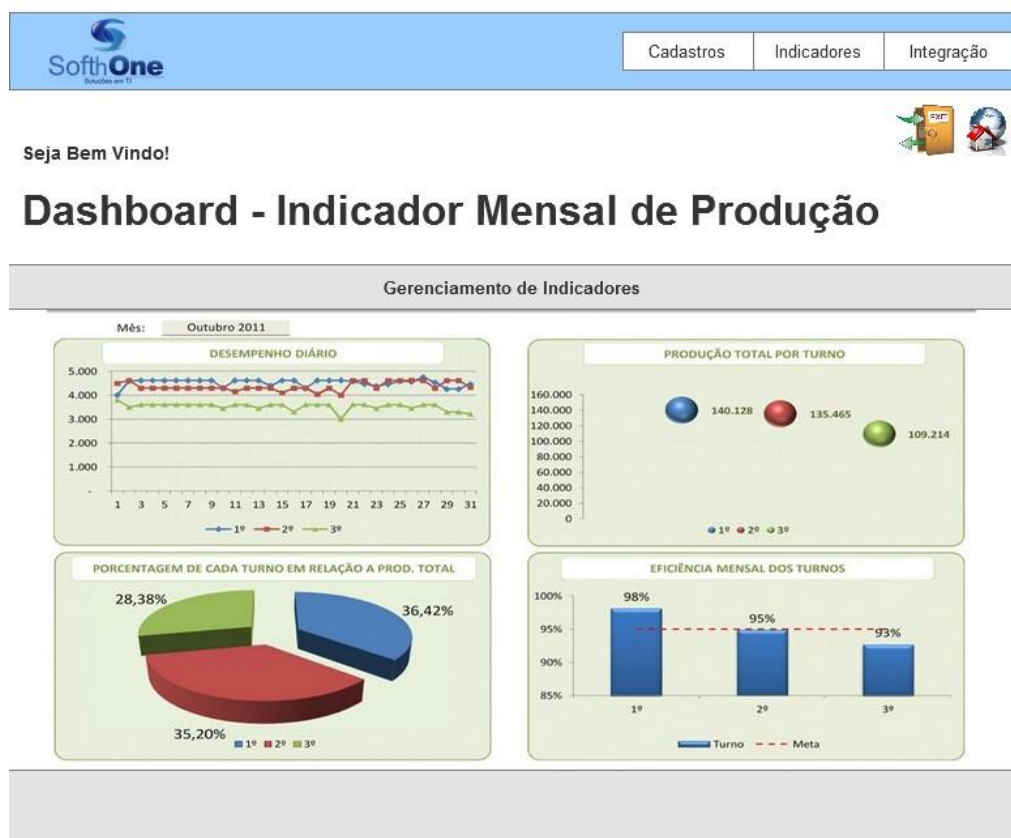 SofthOne
Soluções em TI
Cadastros
Indicadores
Integração
EXIT
Seja Bem Vindo!
Dashboard - Indicador Mensal de Produção
Gerenciamento de Indicadores
Mês: Outubro 2011
DESEMPENHO DIÁRIO
5.000
4.000
3.000
2.000
1.000
-
1 3 5 7 9 11 13 15 17 19 21 23 25 27 29 31
1º 2º 3º
PRODUÇÃO TOTAL POR TURNO
160.000
140.000
120.000
100.000
80.000
60.000
40.000
20.000
0
140.128
135.465
109.214
1º 2º 3º
PORCENTAGEM DE CADA TURNO EM RELAÇÃO A PROD. TOTAL
28,38%
36,42%
35,20%
1º 2º 3º
EFICIÊNCIA MENSAL DOS TURNOS
100%
95%
90%
85%
98%
95%
93%
1º 2º 3º
Turno Meta